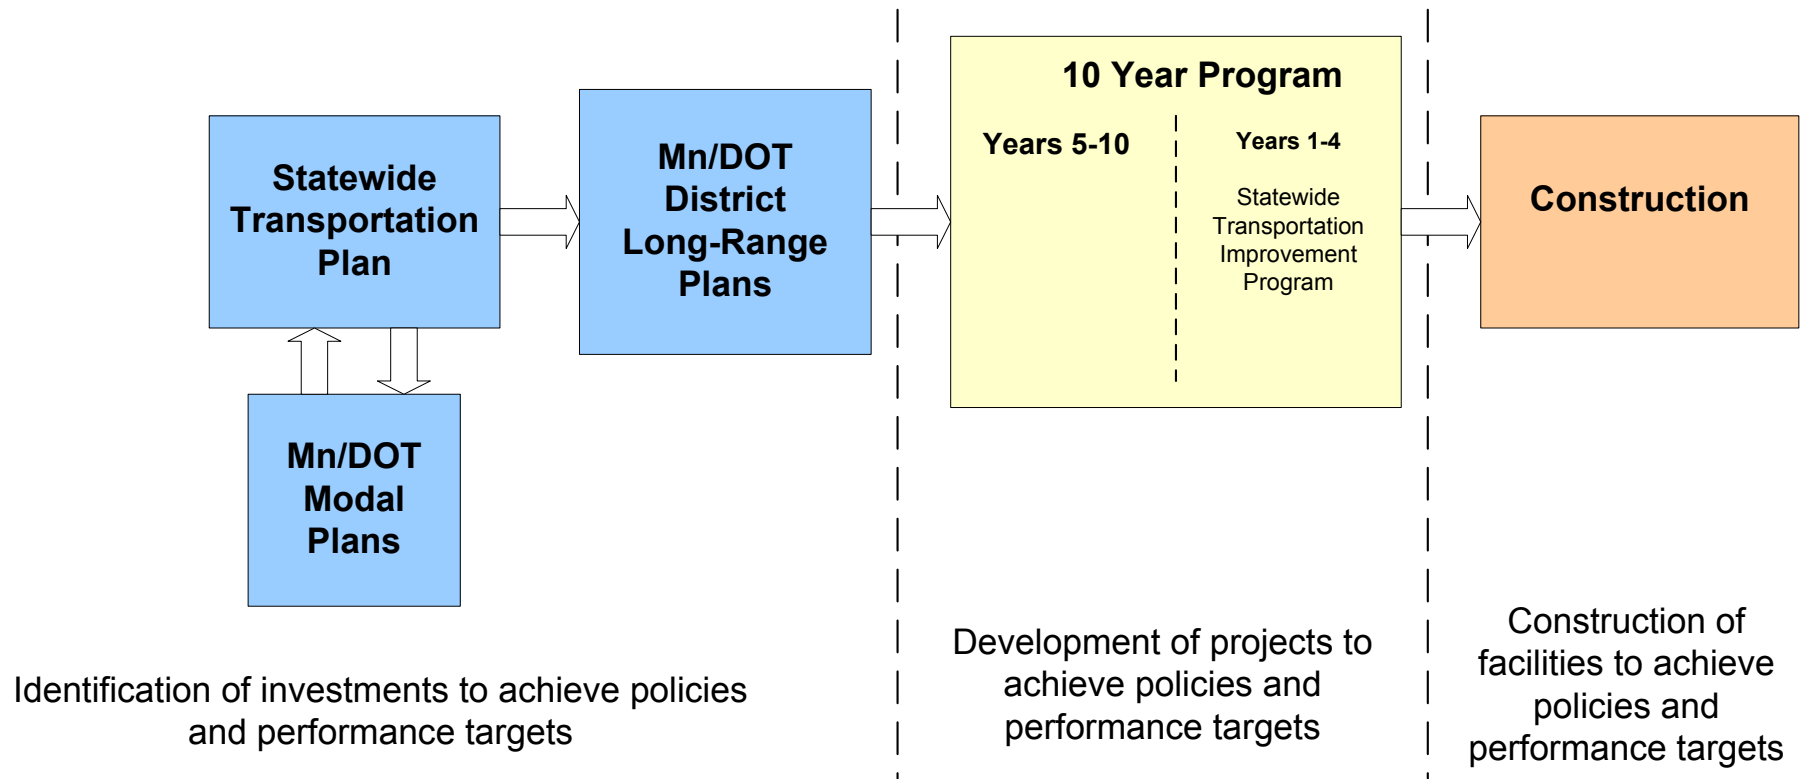 Statewide
Transportation
Plan
Mn/DOT
Modal
Plans
Mn/DOT
District
Long-Range
Plans
10 Year Program
Years 5-10
Years 1-4
Statewide
Transportation
Improvement
Program
Construction
Identification of investments to achieve policies
and performance targets
Development of projects to
achieve policies and
performance targets
Construction of
facilities to achieve
policies and
performance targets